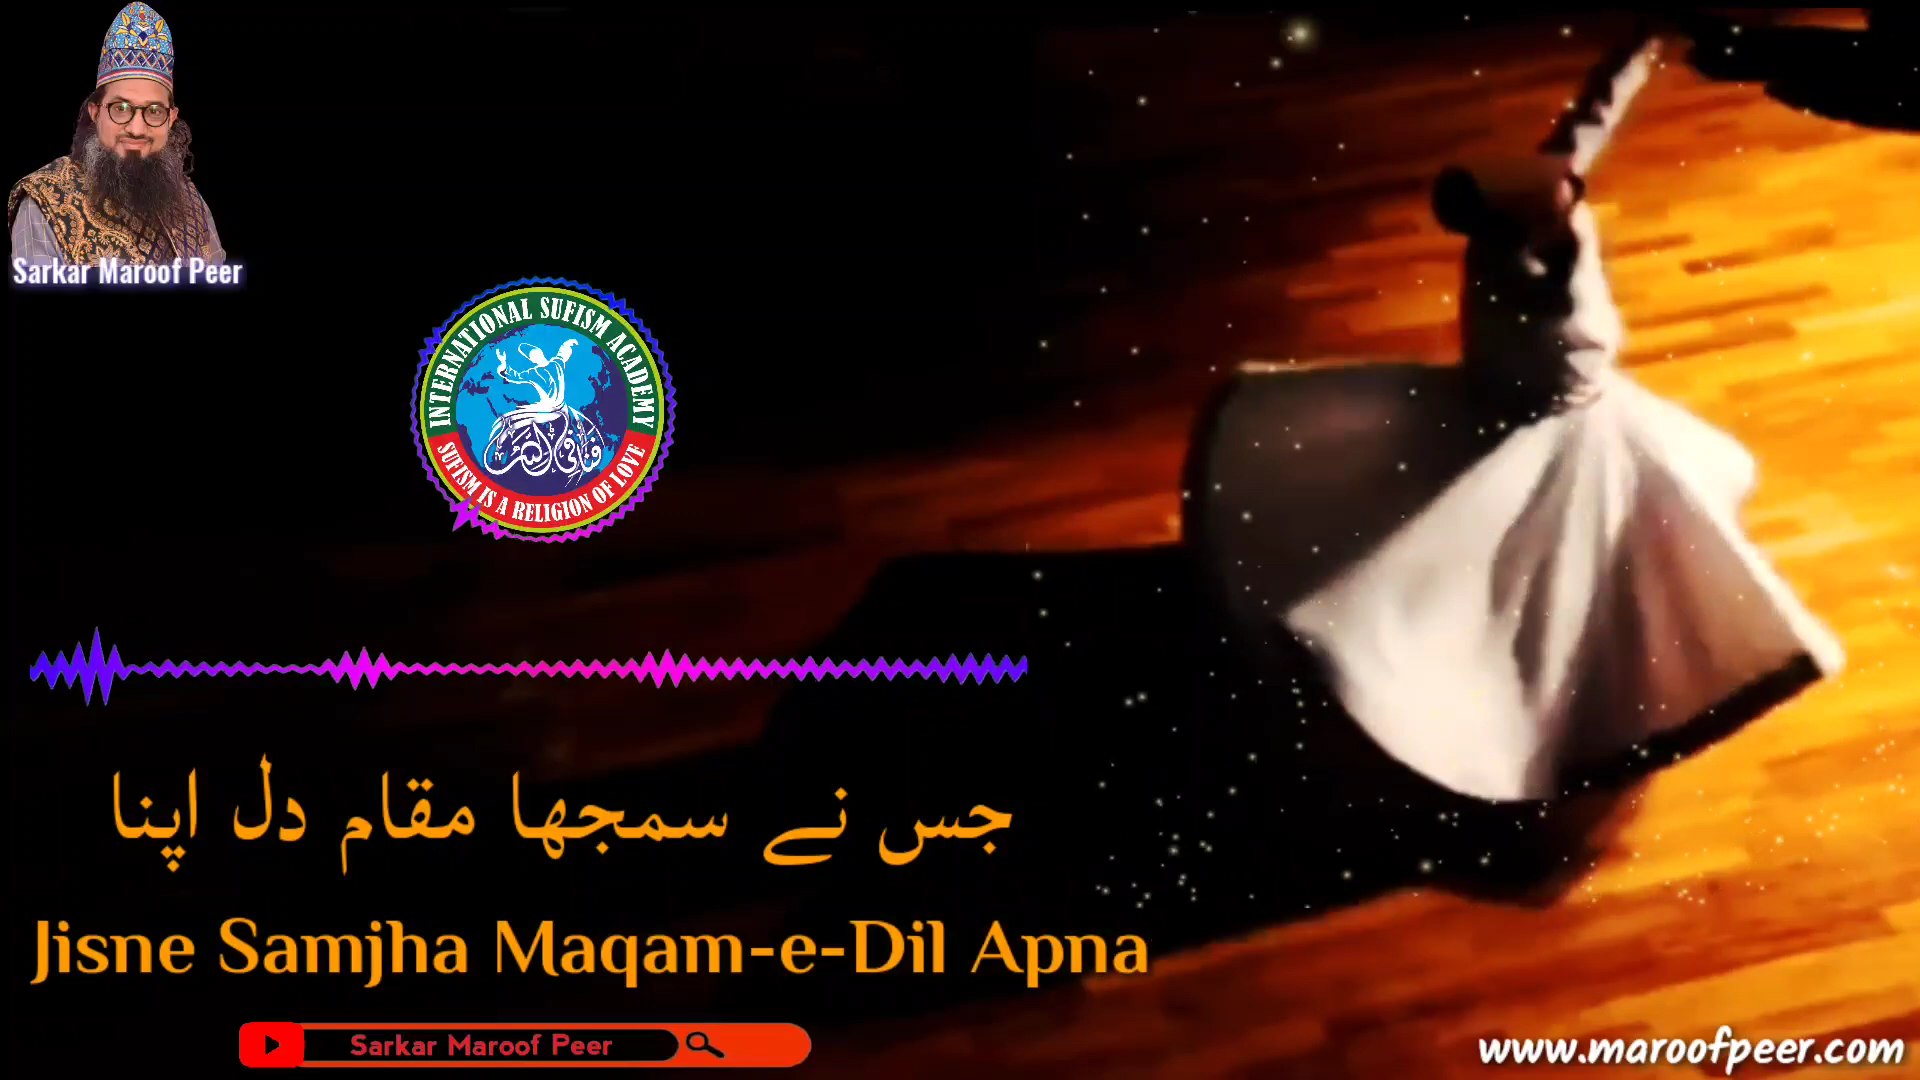 Sarkar Maroof Peer
INTERNATIONAL SUFISM ACADEMY
SUFISM IS A RELIGION OF LOVE
جس نے سمجھا مقام دل اپنا
Jisne Samjha Maqam-e-Dil Apna
Sarkar Maroof Peer
www.maroofpeer.com